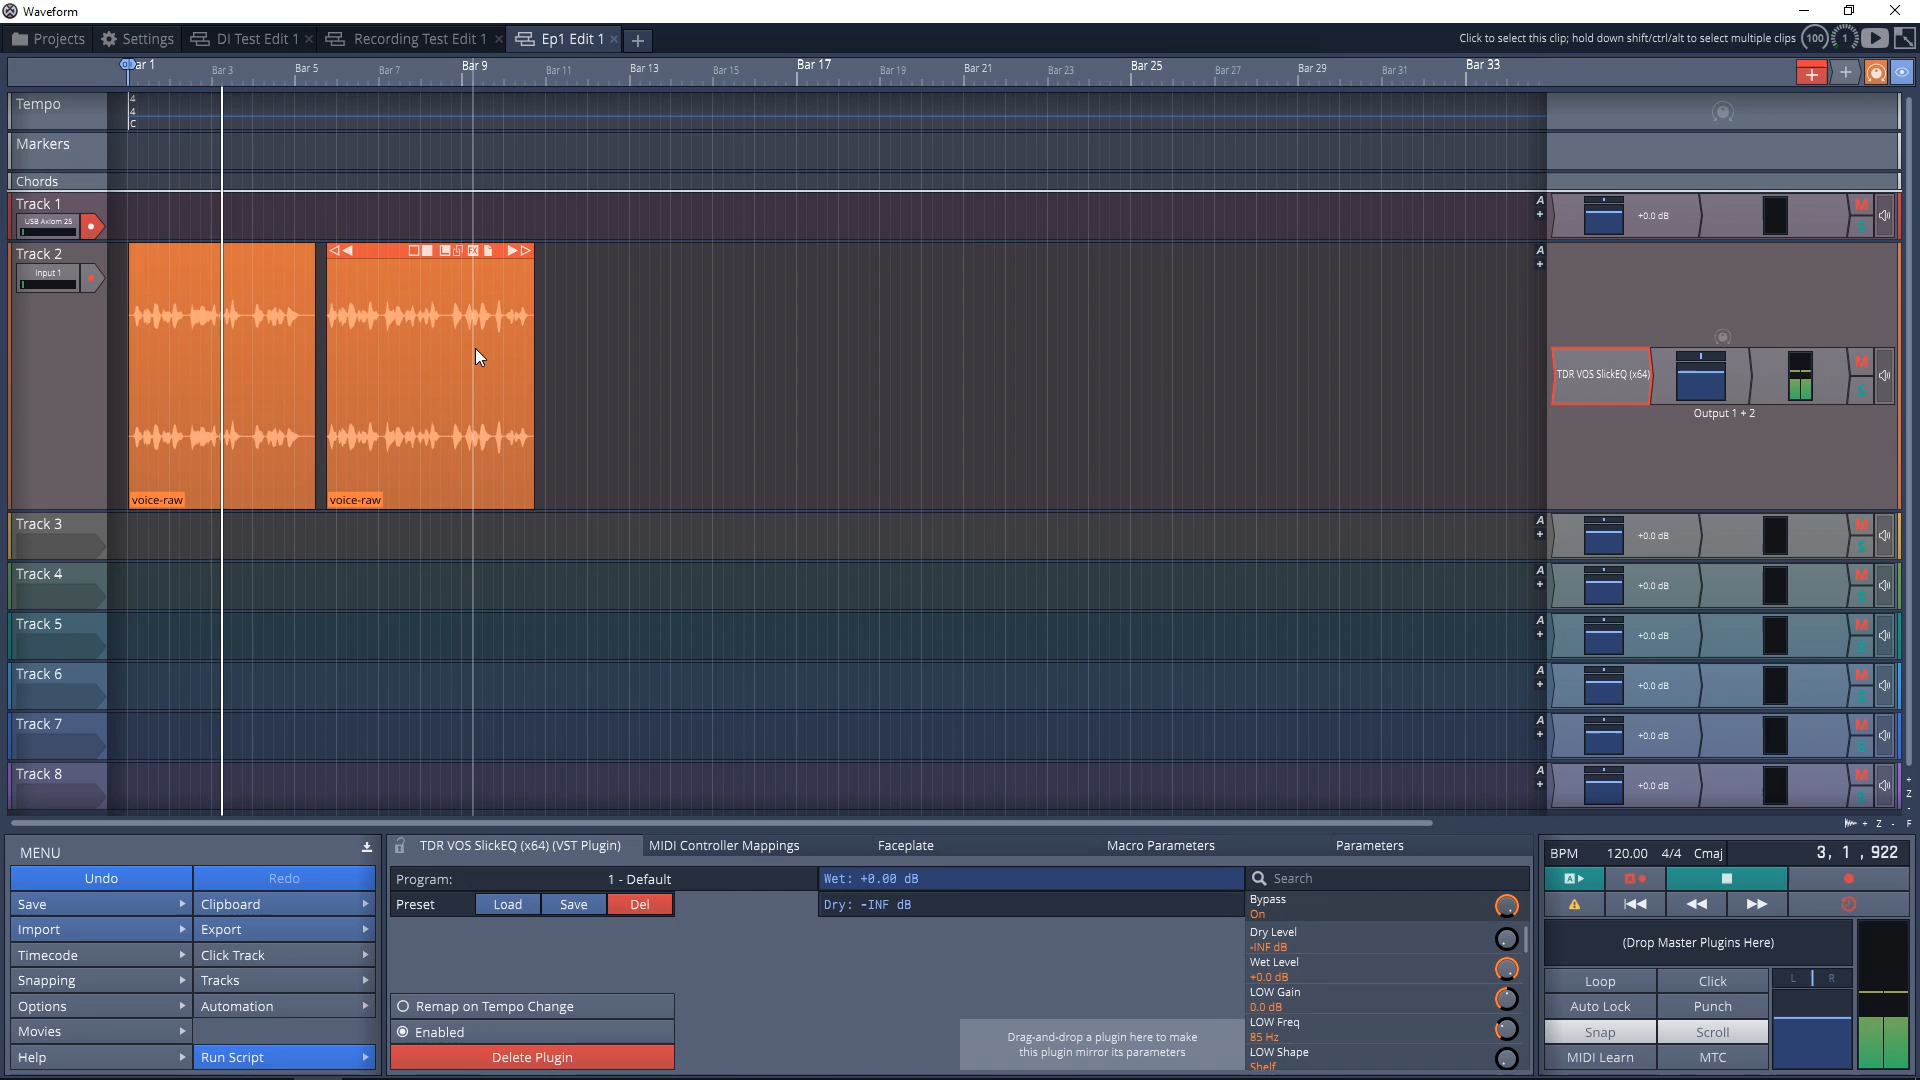 Waveform
Projects
Settings
DI Test Edit 1
Recording Test Edit 1
Ep1 Edit 1
Click to select this clip; hold down shift/ctrl/alt to select multiple clips
100
1
Bar 3
Bar 5
Bar 7
Bar 9
Bar 11
Bar 13
Bar 15
Bar 17
Bar 19
Bar 21
Bar 23
Bar 25
Bar 27
Bar 29
Bar 31
Bar 33
Tempo
4
4
C
Markers
Chords
Track 1
USB Axiom 25
A
+0.0 dB
M
S
Track 2
Input 1
FX
voice-raw
voice-raw
A
TDR VOS SlickEQ (x64)
M
S
Output 1 + 2
Track 3
A
+0.0 dB
M
S
Track 4
A
+0.0 dB
M
S
Track 5
A
+0.0 dB
M
S
Track 6
A
+0.0 dB
M
S
Track 7
A
+0.0 dB
M
S
Track 8
A
+0.0 dB
M
S
Z
Z
F
MENU
Undo
Redo
Save
Clipboard
Import
Export
Timecode
Click Track
Snapping
Tracks
Options
Automation
Movies
Help
Run Script
TDR VOS SlickEQ (x64) (VST Plugin)
MIDI Controller Mappings
Faceplate
Macro Parameters
Parameters
Program:
1 - Default
Preset
Load
Save
Del
Wet: +0.00 dB
Dry: -INF dB
Remap on Tempo Change
Enabled
Delete Plugin
Drag-and-drop a plugin here to make
this plugin mirror its parameters
Search
Bypass
On
Dry Level
-INF dB
Wet Level
+0.0 dB
LOW Gain
0.0 dB
LOW Freq
85 Hz
LOW Shape
Shelf
BPM
120.00
4/4
Cmaj
3, 1 , 922
A
(Drop Master Plugins Here)
Loop
Click
Auto Lock
Punch
Snap
Scroll
MIDI Learn
MTC
L
R